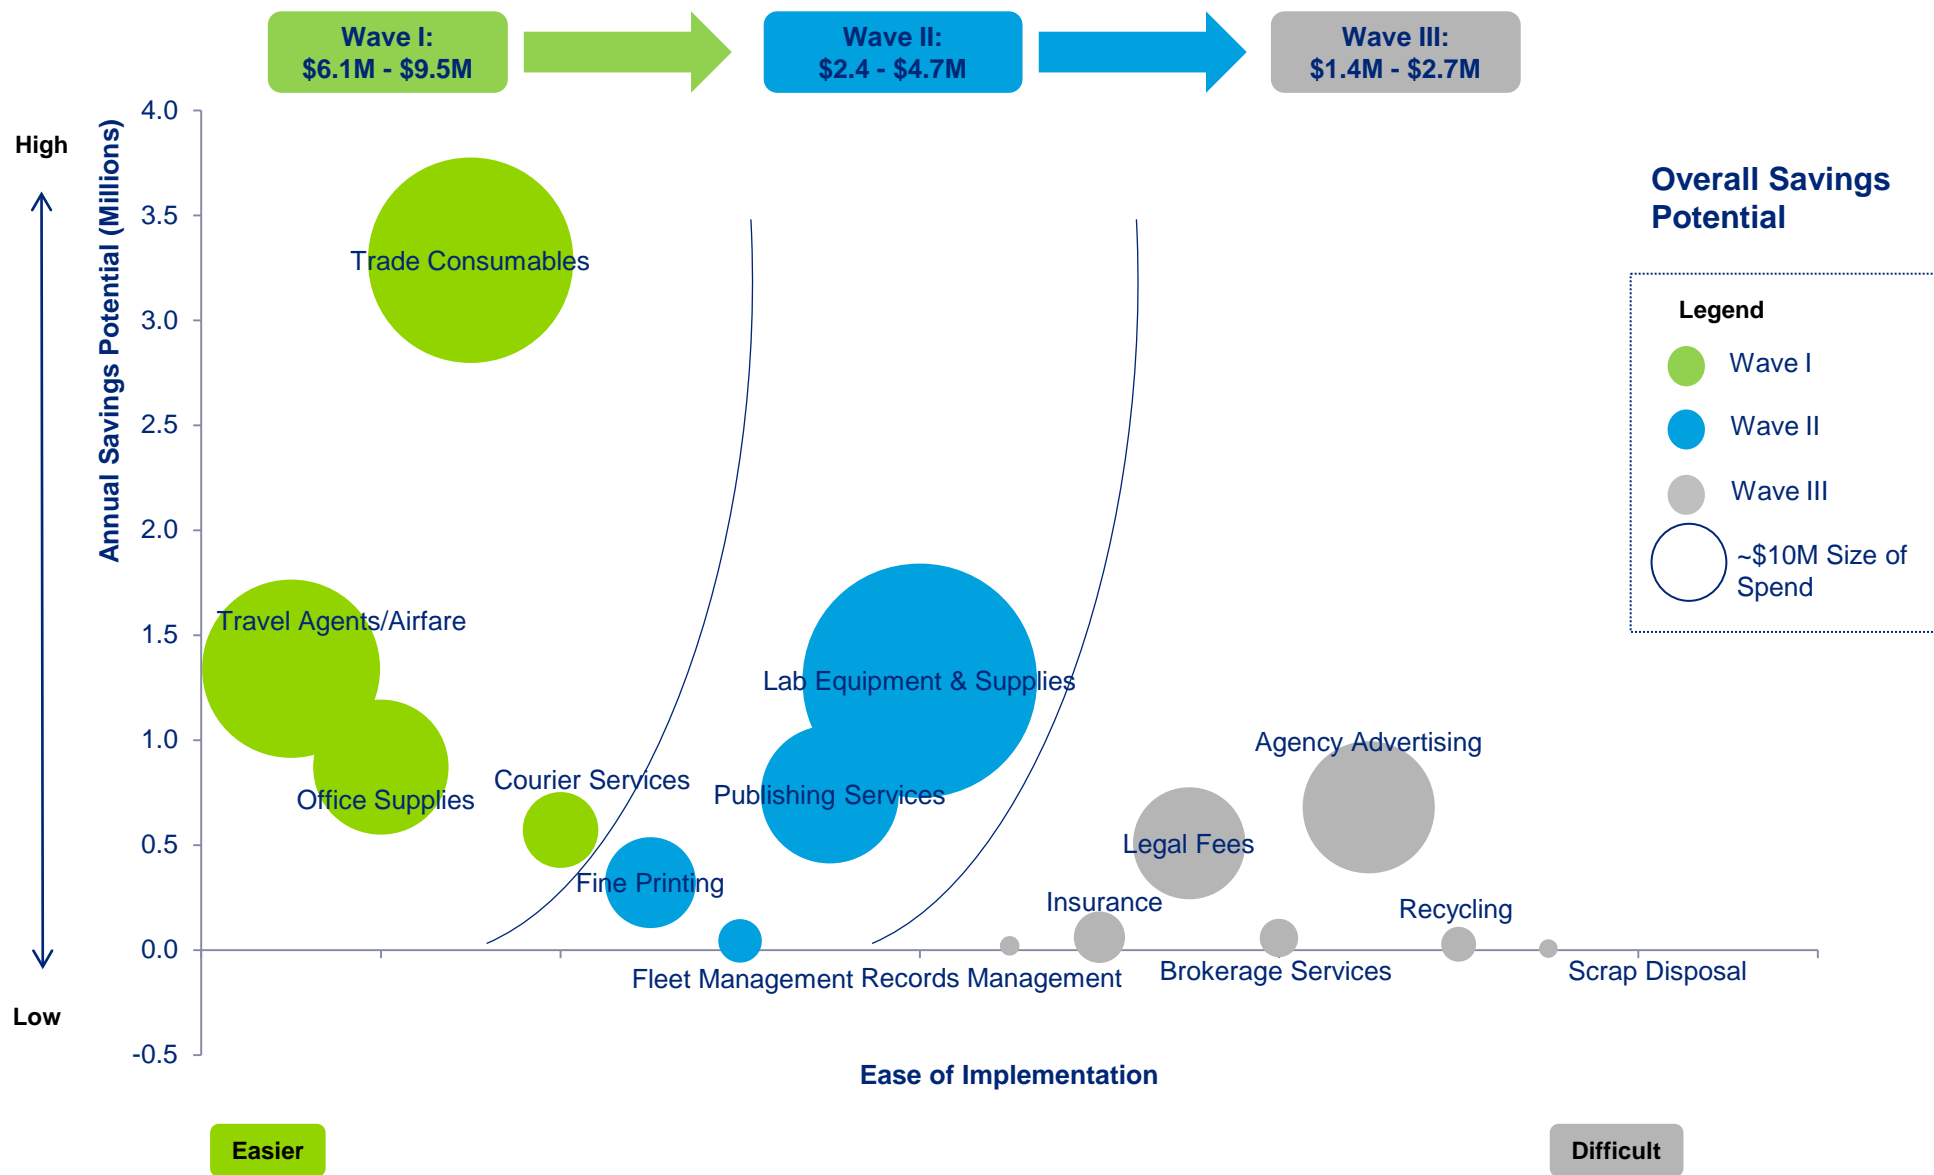 Wave I:
$6.1M - $9.5M
Wave II:
$2.4 - $4.7M
Wave III:
$1.4M - $2.7M
High
Low
Annual Savings Potential (Millions)
4.0
3.5
3.0
2.5
2.0
1.5
1.0
0.5
0.0
-0.5
Trade Consumables
Travel Agents/Airfare
Office Supplies
Courier Services
Fine Printing
Fleet Management
Lab Equipment & Supplies
Publishing Services
Records Management
Insurance
Legal Fees
Brokerage Services
Agency Advertising
Recycling
Scrap Disposal
Overall Savings
Potential
Legend
Wave I
Wave II
Wave III
~$10M Size of
Spend
Ease of Implementation
Easier
Difficult